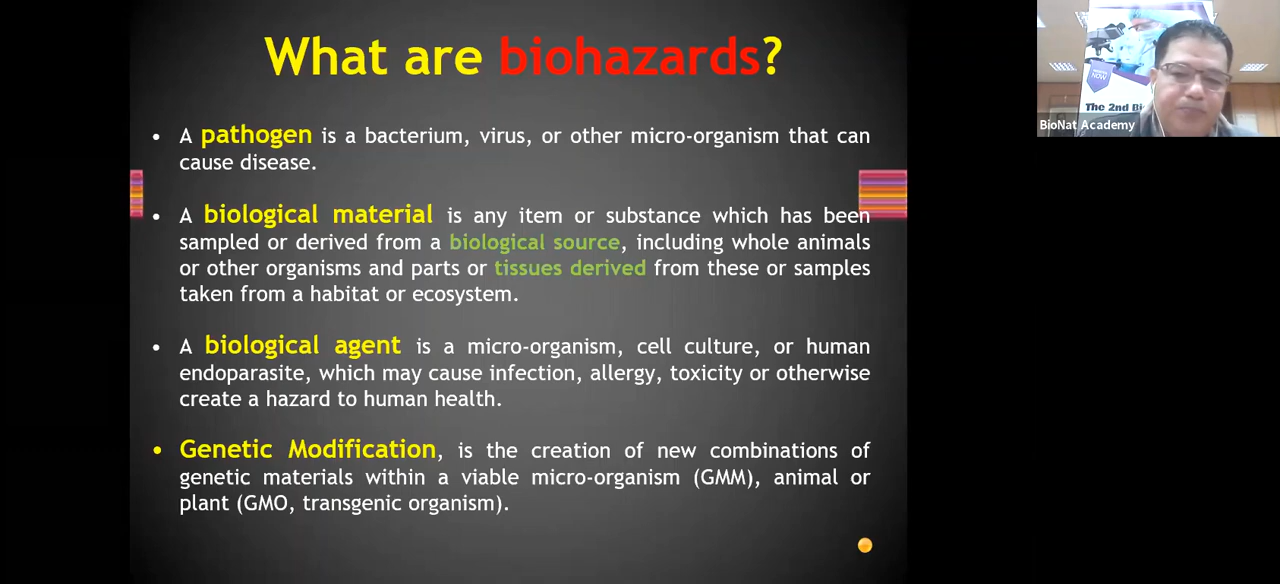 What are biohazards?
• A pathogen is a bacterium, virus, or other micro-organism that can
cause disease.
• A biological material is any item or substance which has been
sampled or derived from a biological source, including whole animals
or other organisms and parts or tissues derived from these or samples
taken from a habitat or ecosystem.
• A biological agent is a micro-organism, cell culture, or human
endoparasite, which may cause infection, allergy, toxicity or otherwise
create a hazard to human health.
• Genetic Modification, is the creation of new combinations of
genetic materials within a viable micro-organism (GMM), animal or
plant (GMO, transgenic organism).
NOW
The 2nd
BioNat Academy